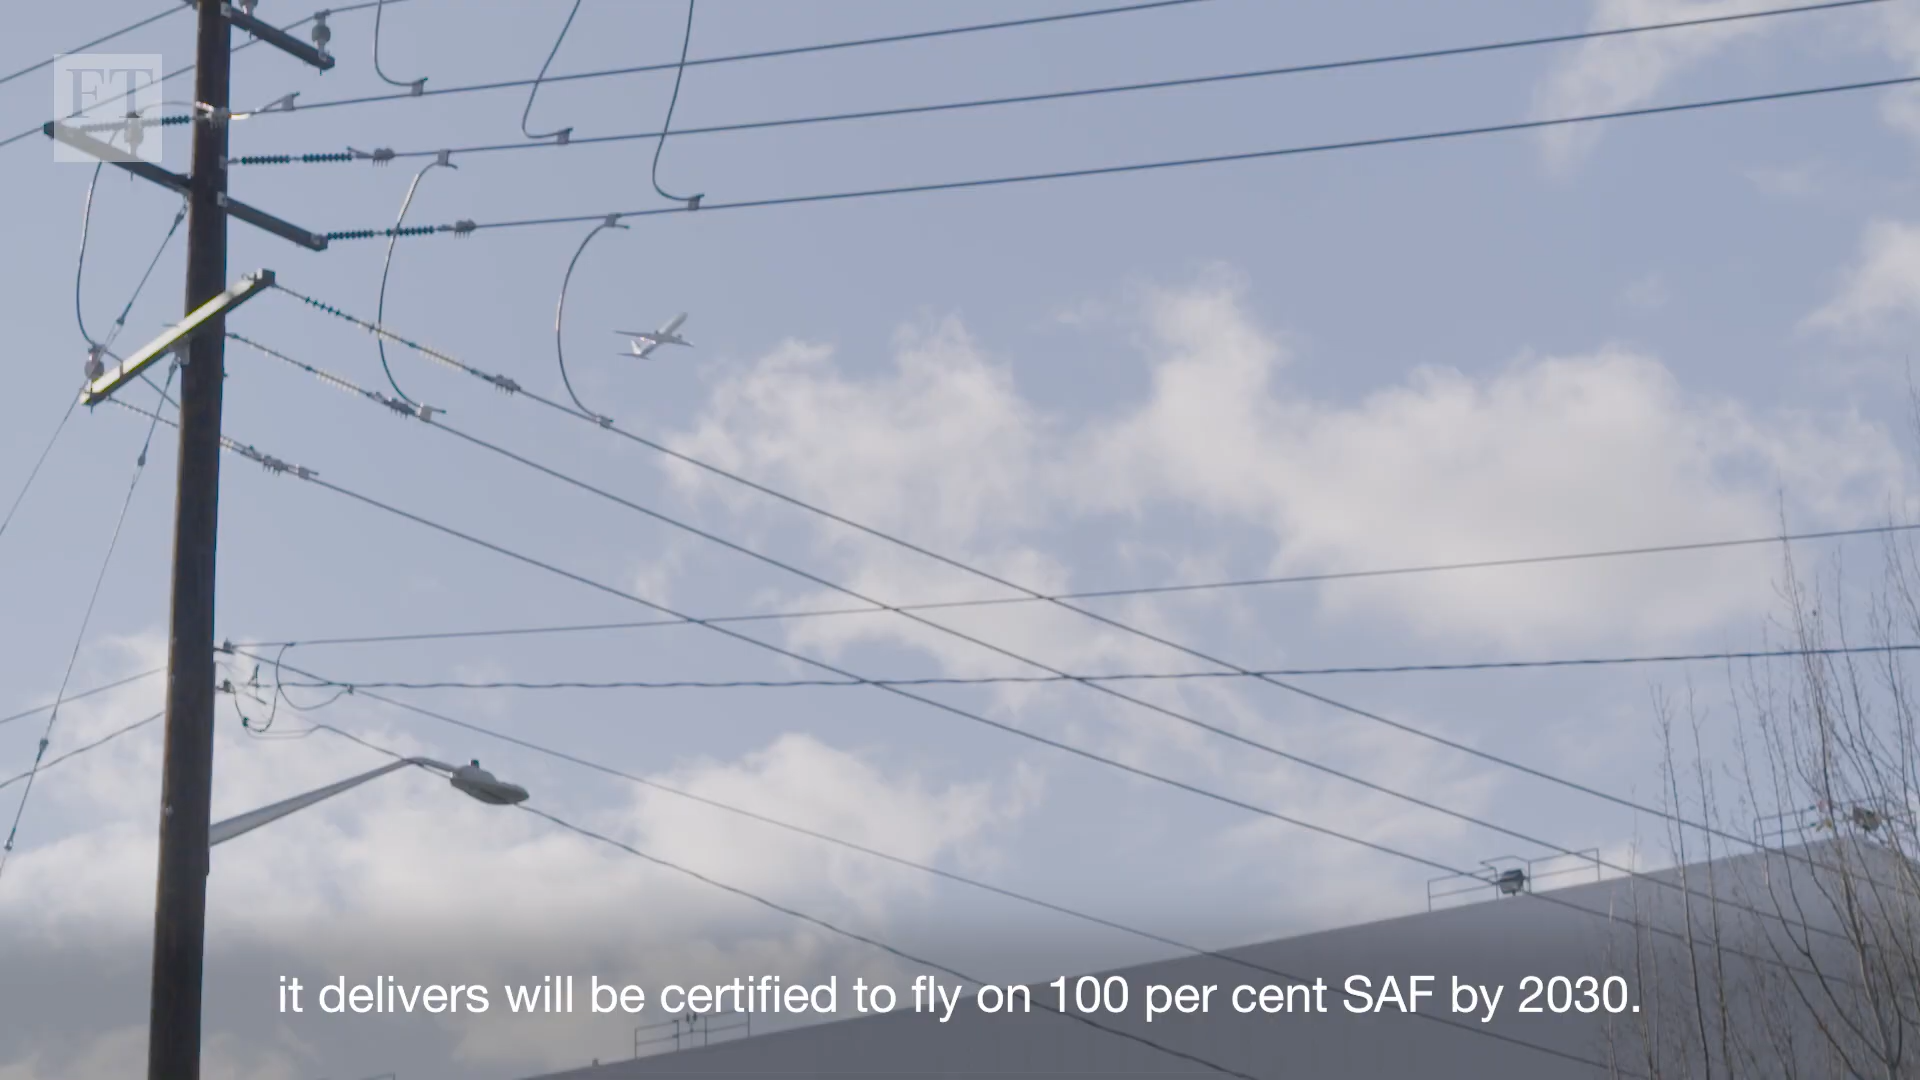 FT
it delivers will be certified to fly on 100 per cent SAF by 2030.